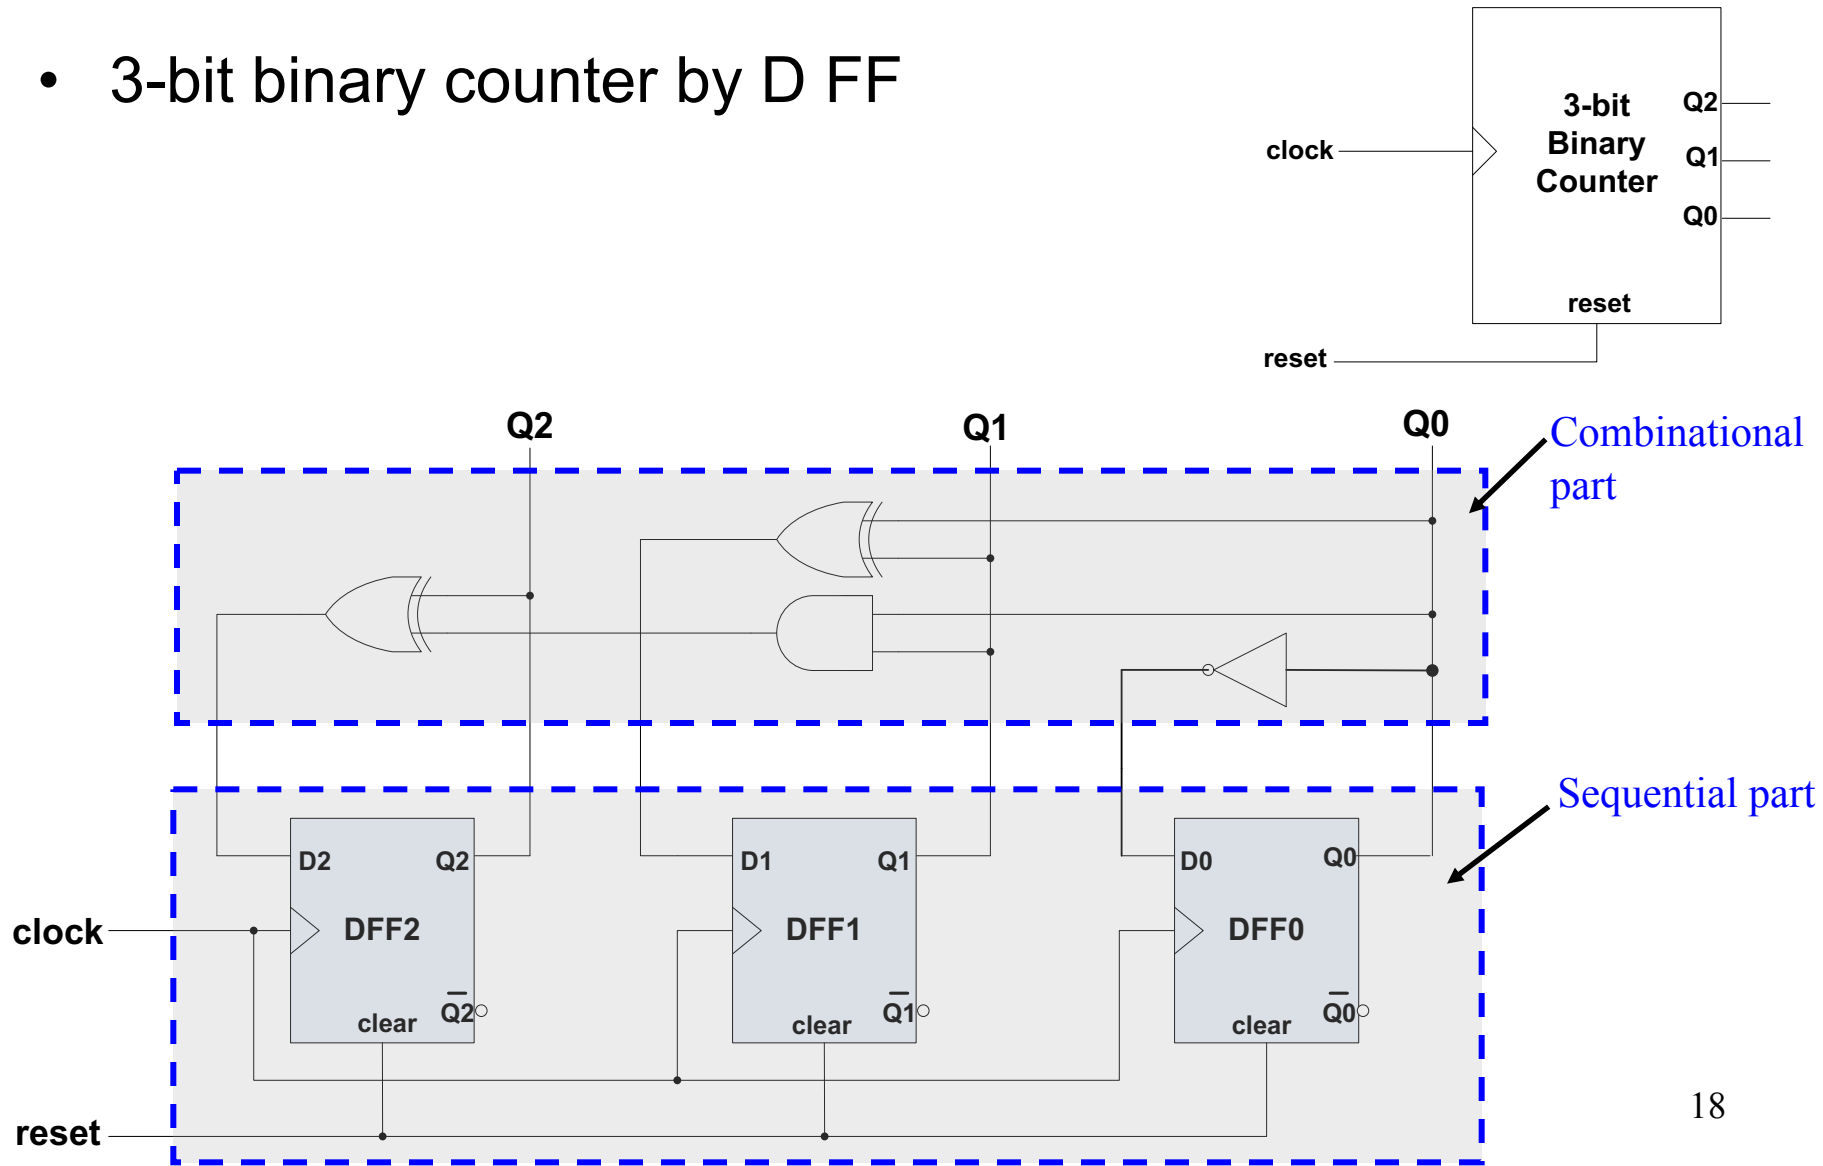 • 3-bit binary counter by D FF
3-bit
Binary
Counter
Q2
Q1
Q0
clock
reset
reset
Q2
Q1
Q0
Combinational
part
Sequential part
D2
Q2
DFF2
Q2
clear
D1
Q1
DFF1
Q1
clear
D0
Q0
DFF0
Q0
clear
clock
reset
18